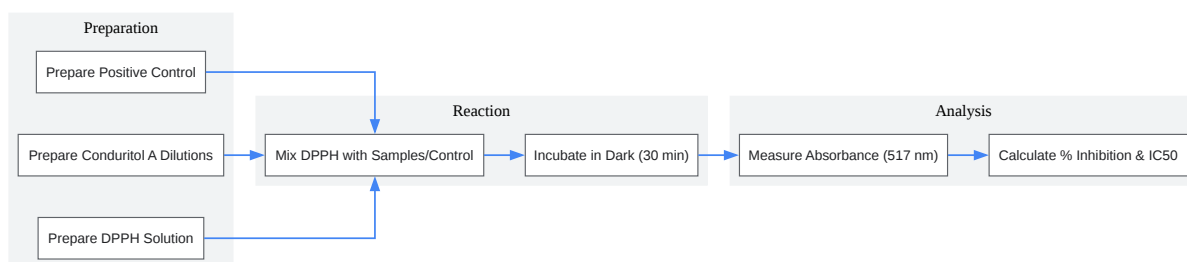 Preparation
Prepare Positive Control
Prepare Conduritol A Dilutions
Prepare DPPH Solution
Reaction
Mix DPPH with Samples/Control
Incubate in Dark (30 min)
Analysis
Measure Absorbance (517 nm)
Calculate % Inhibition & IC50